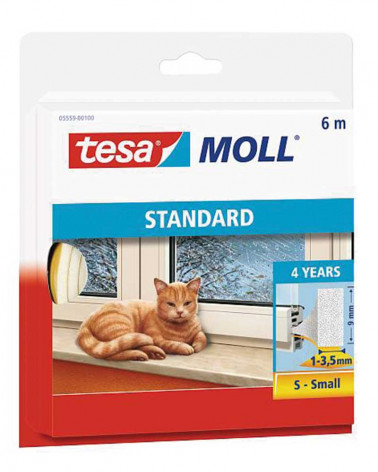 05559-00100
6 m
tesa MOLL®
STANDARD
4 YEARS
9 mm
1-3,5mm
S - Small